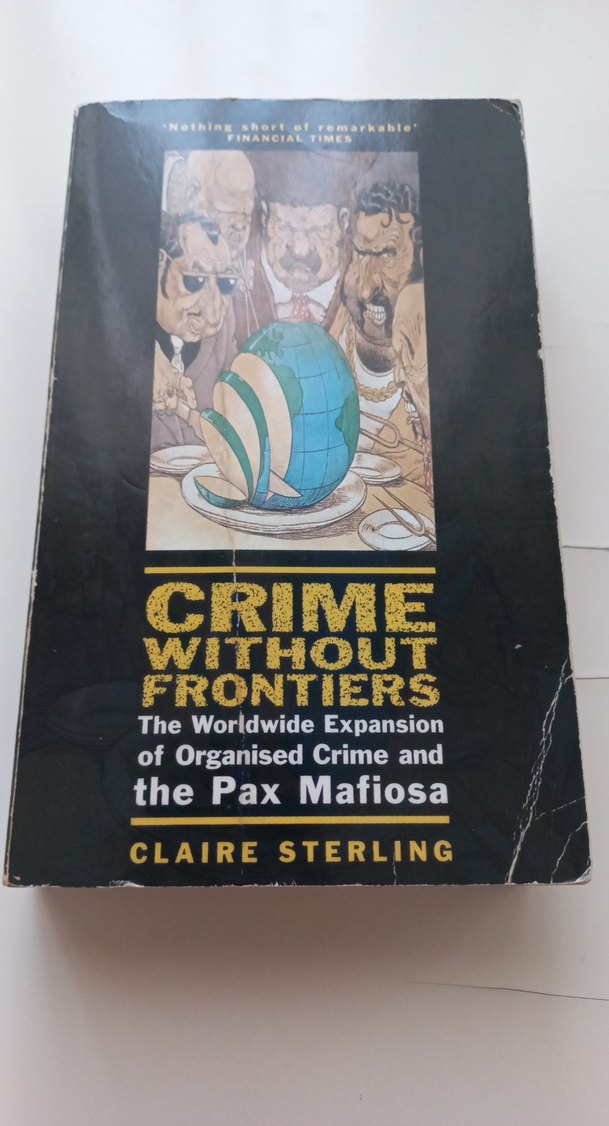 'Nothing short of remarkable'
FINANCIAL TIMES
CRIME
WITHOUT
FRONTIERS
The Worldwide Expansion
of Organised Crime and
the Pax Mafiosa
CLAIRE STERLING